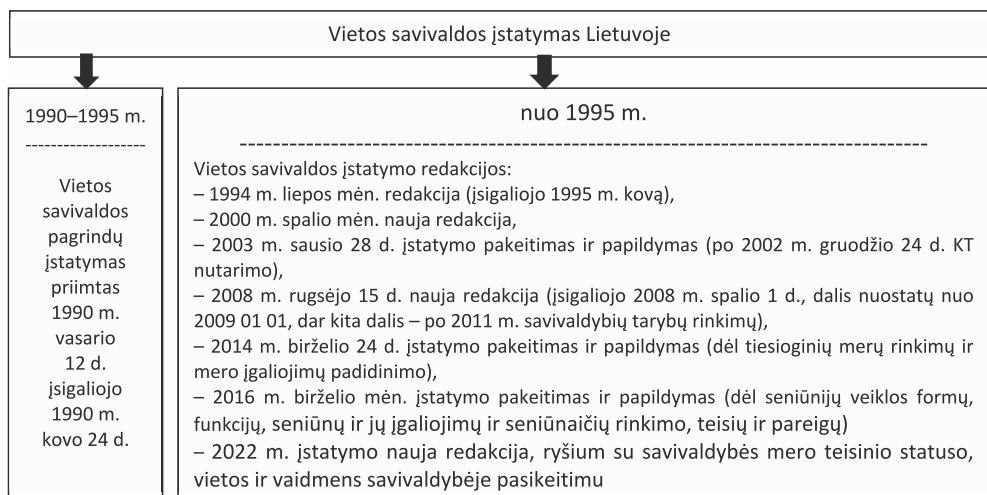 Vietos savivaldos įstatymas Lietuvoje
1990–1995 m.
-------------------
Vietos
savivaldos
pagrindų
įstatymas
priimtas
1990 m.
vasario
12 d.
įsigaliojo
1990 m.
kovo 24 d.
nuo 1995 m.
--------------------------------------------------------------------------------------
Vietos savivaldos įstatymo redakcijos:
– 1994 m. liepos mėn. redakcija (įsigaliojo 1995 m. kovą),
– 2000 m. spalio mėn. nauja redakcija,
– 2003 m. sausio 28 d. įstatymo pakeitimas ir papildymas (po 2002 m. gruodžio 24 d. KT
nutarimo),
– 2008 m. rugsėjo 15 d. nauja redakcija (įsigaliojo 2008 m. spalio 1 d., dalis nuostatų nuo
2009 01 01, dar kita dalis – po 2011 m. savivaldybių tarybų rinkimų),
– 2014 m. birželio 24 d. įstatymo pakeitimas ir papildymas (dėl tiesioginių merų rinkimų ir
mero įgaliojimų padidinimo),
– 2016 m. birželio mėn. įstatymo pakeitimas ir papildymas (dėl seniūnijų veiklos formų,
funkcijų, seniūnų ir jų įgaliojimų ir seniūnaičių rinkimo, teisių ir pareigų)
– 2022 m. įstatymo nauja redakcija, ryšium su savivaldybės mero teisinio statuso,
vietos ir vaidmens savivaldybėje pasikeitimu